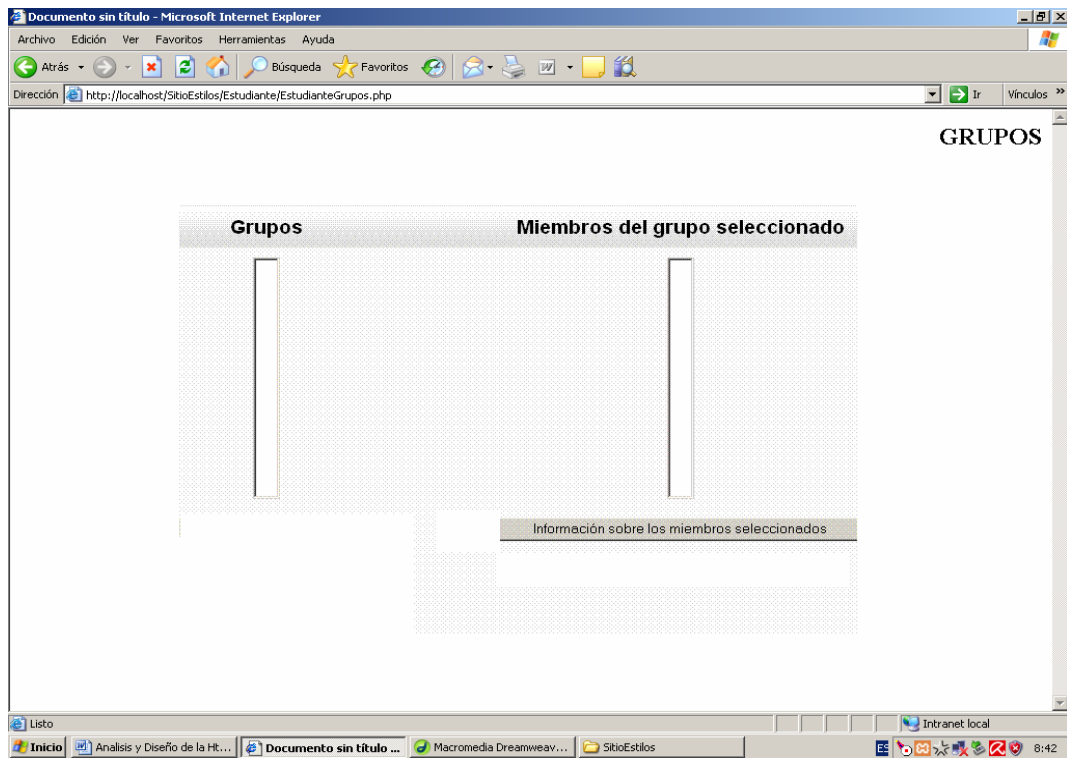 Documento sin título - Microsoft Internet Explorer
Archivo Edición Ver Favoritos Herramientas Ayuda
Atrás Búsqueda Favoritos
Dirección http://localhost/SitioEstilos/Estudiante/EstudianteGrupos.php Ir Vínculos »
GRUPOS
Grupos Miembros del grupo seleccionado
Información sobre los miembros seleccionados
Listo Intranet local
Inicio Analisis y Diseño de la Ht... Documento sin título ... Macromedia Dreamweav... SitioEstilos ES 8:42